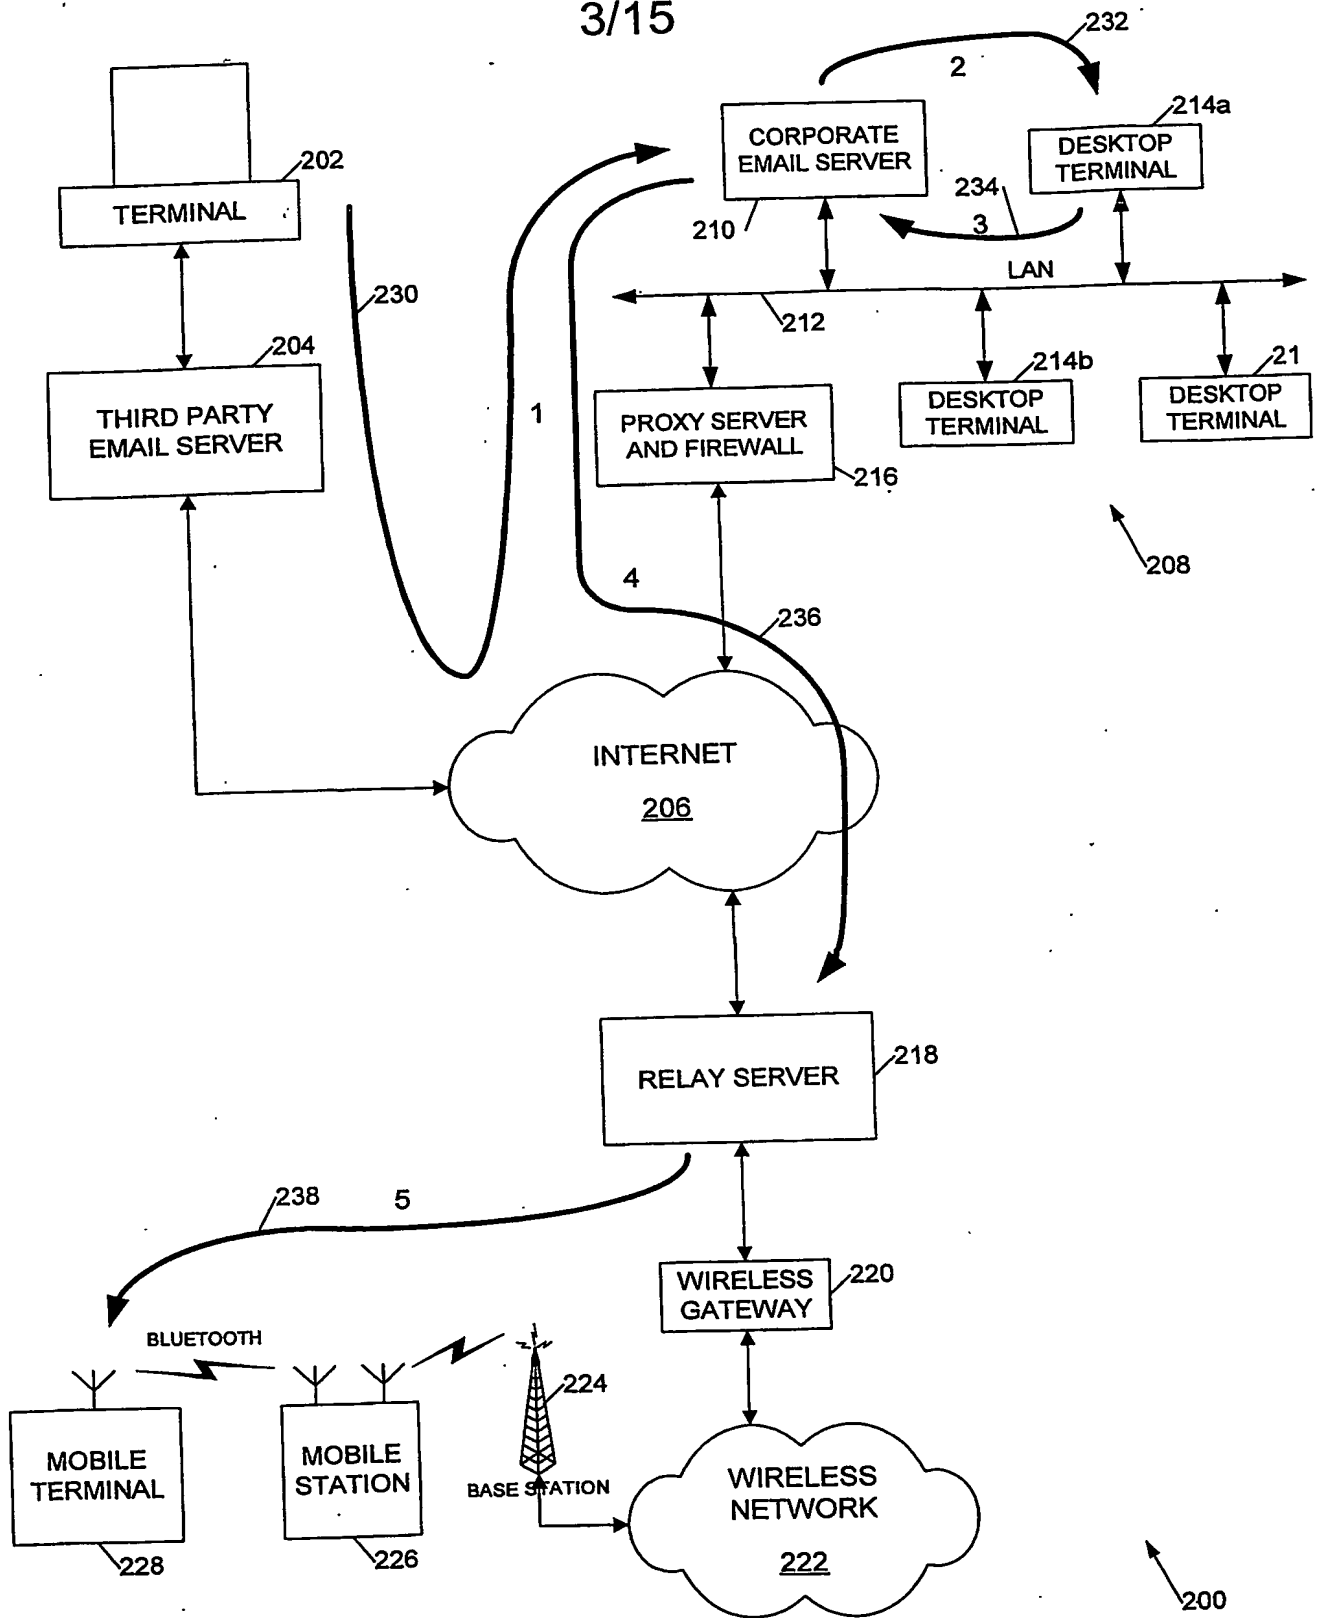 3/15
232
2
214a
CORPORATE
EMAIL SERVER
DESKTOP
TERMINAL
202
TERMINAL
234
210
3
LAN
230
212
204
THIRD PARTY
EMAIL SERVER
1
214b
21
PROXY SERVER
AND FIREWALL
DESKTOP
TERMINAL
DESKTOP
TERMINAL
216
208
4
236
INTERNET
206
218
RELAY SERVER
238
5
220
WIRELESS
GATEWAY
BLUETOOTH
224
MOBILE
TERMINAL
MOBILE
STATION
BASE STATION
WIRELESS
NETWORK
228
226
222
200